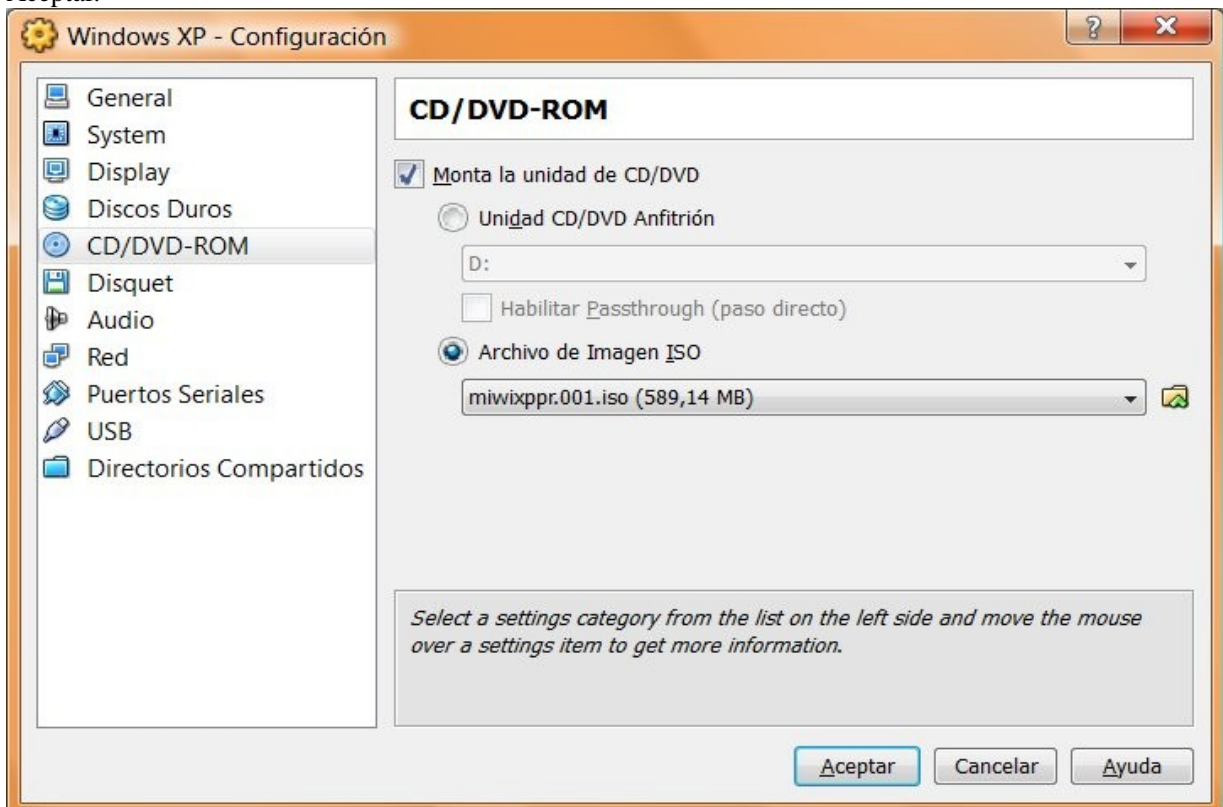 Aceptar.
Windows XP - Configuración
General
System
Display
Discos Duros
CD/DVD-ROM
Disquet
Audio
Red
Puertos Seriales
USB
Directorios Compartidos
CD/DVD-ROM
Monta la unidad de CD/DVD
Unidad CD/DVD Anfitrión
D:
Habilitar Passthrough (paso directo)
Archivo de Imagen ISO
miwixppr.001.iso (589,14 MB)
Select a settings category from the list on the left side and move the mouse
over a settings item to get more information.
Aceptar
Cancelar
Ayuda